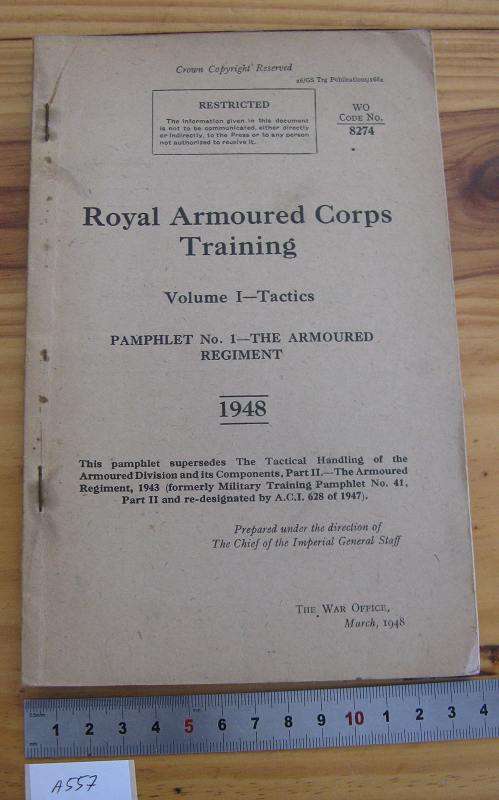 Crown Copyright Reserved
26/GS Trg Publications/1662
RESTRICTED
The information given in this document
is not to be communicated, either directly
or indirectly, to the Press or to any person
not authorized to receive it.
WO
CODE No.
8274
Royal Armoured Corps
Training
Volume I—Tactics
PAMPHLET No. 1—THE ARMOURED
REGIMENT
1948
This pamphlet supersedes The Tactical Handling of the
Armoured Division and its Components, Part II.—The Armoured
Regiment, 1943 (formerly Military Training Pamphlet No. 41,
Part II and re-designated by A.C.I. 628 of 1947).
Prepared under the direction of
The Chief of the Imperial General Staff
THE WAR OFFICE,
March, 1948
1 2 3 4 5 6 7 8 9 10 1 2 3 4
A557